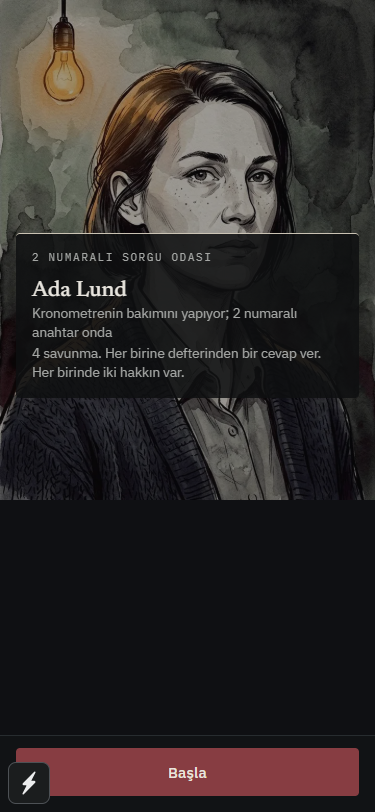 2 NUMARALI SORGU ODASI
Ada Lund
Kronometrenin bakımını yapıyor; 2 numaralı
anahtar onda
4 savunma. Her birine defterinden bir cevap ver.
Her birinde iki hakkın var.
Başla